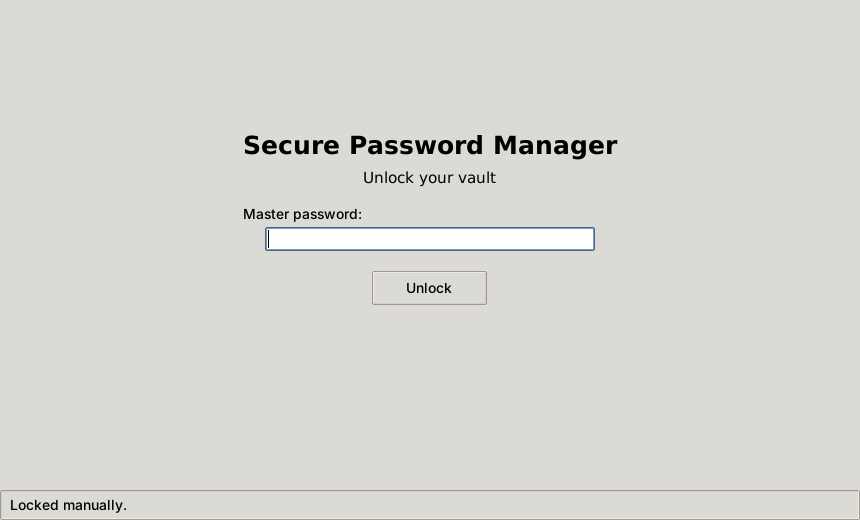 Secure Password Manager
Unlock your vault
Master password:
Unlock
Locked manually.